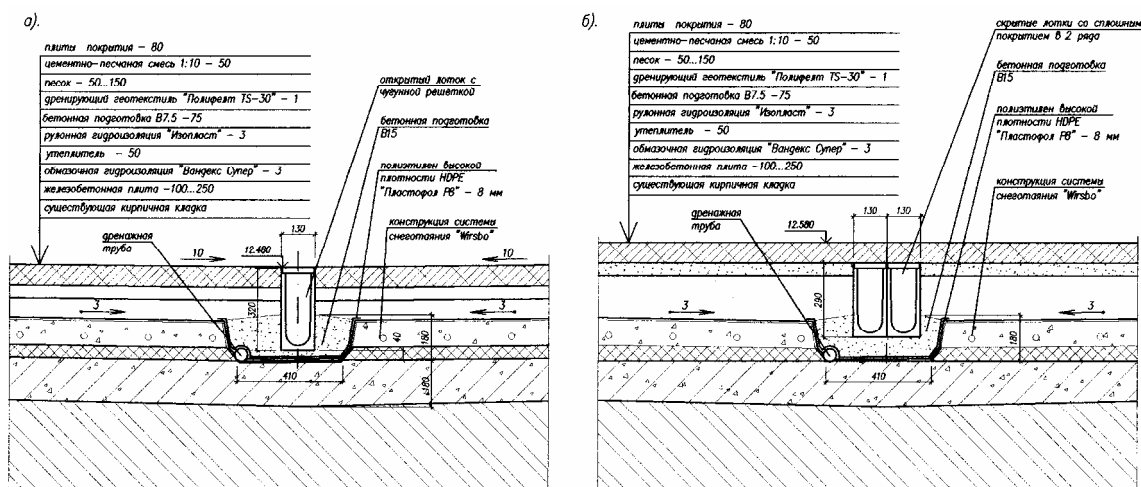 а).
плиты покрытия - 80
цементно-песчаная смесь 1:10 - 50
песок - 50...150
дренирующий геотекстиль "Полифелт TS-30" - 1
бетонная подготовка В7.5 -75
рулонная гидроизоляция "Изопласт" - 3
утеплитель - 50
обмазочная гидроизоляция "Вандекс Супер" - 3
железобетонная плита -100...250
существующая кирпичная кладка
открытый лоток с
чугунной решеткой
бетонная подготовка
В15
полиэтилен высокой
плотности HDPE
"Пластофол P8" - 8 мм
конструкция системы
снеготаяния "Wirsbo"
дренажная
труба
10
12.480
130
10
3
3
320
40
180
410
≥180
б).
плиты покрытия - 80
цементно-песчаная смесь 1:10 - 50
песок - 50...150
дренирующий геотекстиль "Полифелт TS-30" - 1
бетонная подготовка В7.5 -75
рулонная гидроизоляция "Изопласт" - 3
утеплитель - 50
обмазочная гидроизоляция "Вандекс Супер" - 3
железобетонная плита -100...250
существующая кирпичная кладка
скрытые лотки со сплошным
покрытием в 2 ряда
бетонная подготовка
В15
полиэтилен высокой
плотности HDPE
"Пластофол P8" - 8 мм
конструкция системы
снеготаяния "Wirsbo"
дренажная
труба
12.580
130
130
3
3
290
180
410